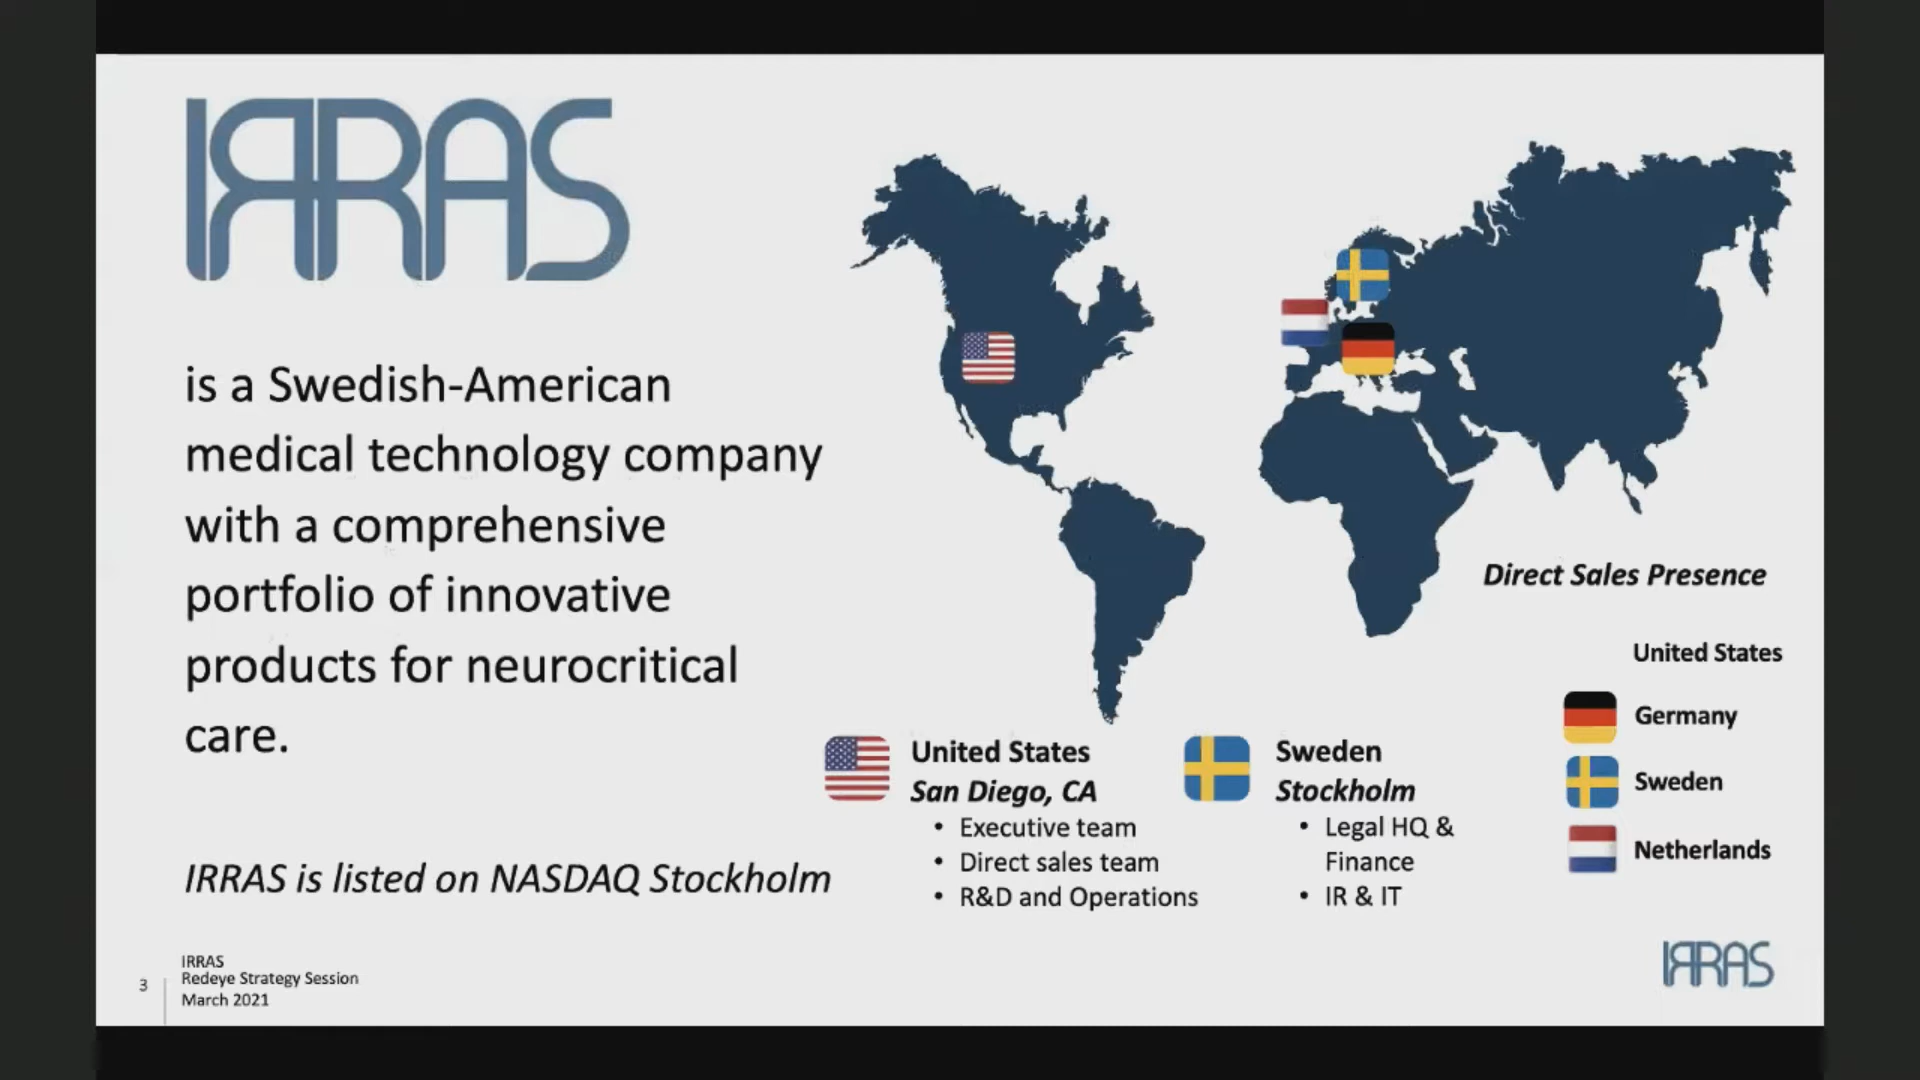 IRRAS
is a Swedish-American
medical technology company
with a comprehensive
portfolio of innovative
products for neurocritical
care.
IRRAS is listed on NASDAQ Stockholm
Direct Sales Presence
United States
Germany
Sweden
Netherlands
United States
San Diego, CA
• Executive team
• Direct sales team
• R&D and Operations
Sweden
Stockholm
• Legal HQ &
Finance
• IR & IT
3
IRRAS
Redeye Strategy Session
March 2021
IRRAS